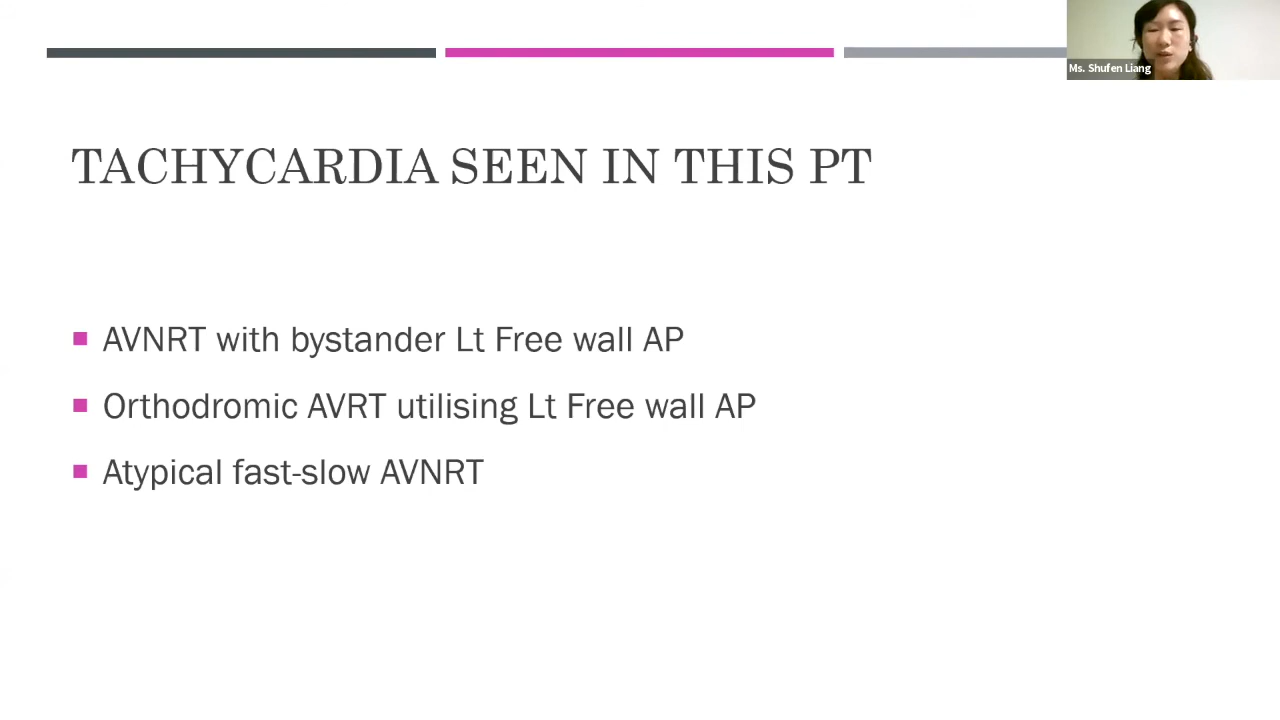 Ms. Shufen Liang
TACHYCARDIA SEEN IN THIS PT
AVNRT with bystander Lt Free wall AP
Orthodromic AVRT utilising Lt Free wall AP
Atypical fast-slow AVNRT